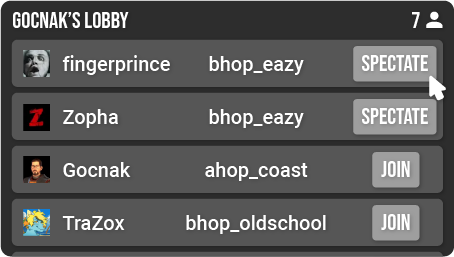 GOCNAK'S LOBBY 7
fingerprince bhop_eazy SPECTATE
Zopha bhop_eazy SPECTATE
Gocnak ahop_coast JOIN
TraZox bhop_oldschool JOIN